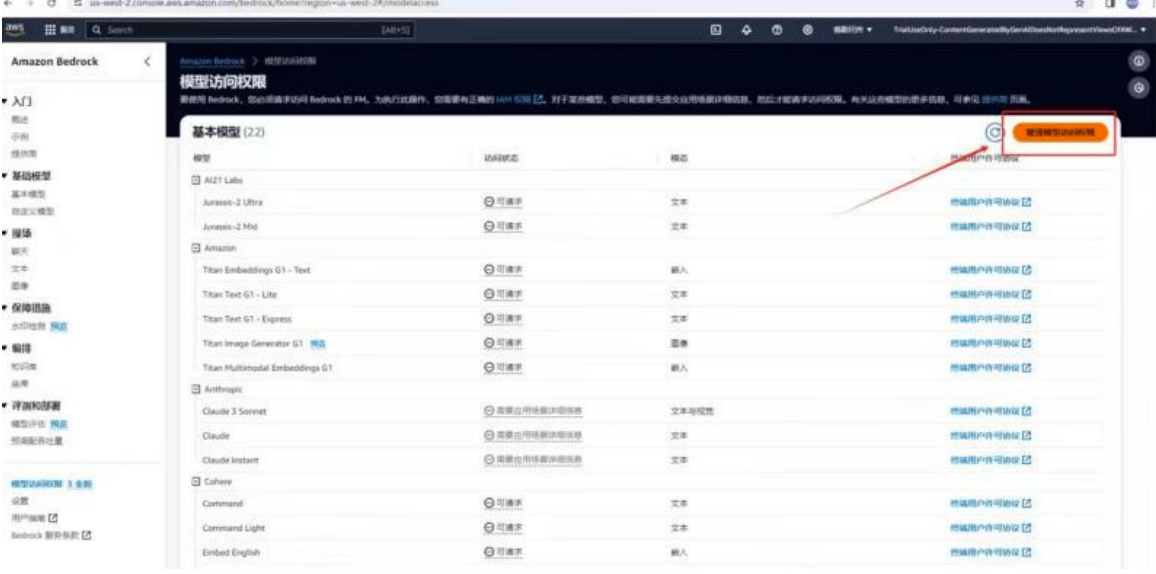 us-west-2.console.aws.amazon.com/bedrock/home?region=us-west-2#/modelaccess
aws
服务
Search
[Alt+S]
俄勒冈州
TrialUseOnly-ContentGeneratedByGenAIDoesNotRepresentViewsOfAW...
Amazon Bedrock
Amazon Bedrock > 模型访问权限
模型访问权限
要使用 Bedrock，您必须请求访问 Bedrock 的 FM。为执行此操作，您需要有正确的 IAM 权限。对于某些模型，您可能需要先提交应用场景详细信息，然后才能请求访问权限。有关这些模型的更多信息，可参见 提供商 页面。
入门
概述
示例
提供商
基础模型
基本模型
自定义模型
操场
聊天
文本
图像
保障措施
水印检测 预览
编排
知识库
座席
评测和部署
模型评估 预览
预调配吞吐量
模型访问权限 3 全新
设置
用户指南
Bedrock 服务条款
基本模型 (22)
管理模型访问权限
模型 访问状态 模态 终端用户许可协议
AI21 Labs
Jurassic-2 Ultra 可请求 文本 终端用户许可协议
Jurassic-2 Mid 可请求 文本 终端用户许可协议
Amazon
Titan Embeddings G1 - Text 可请求 嵌入 终端用户许可协议
Titan Text G1 - Lite 可请求 文本 终端用户许可协议
Titan Text G1 - Express 可请求 文本 终端用户许可协议
Titan Image Generator G1 预览 可请求 图像 终端用户许可协议
Titan Multimodal Embeddings G1 可请求 嵌入 终端用户许可协议
Anthropic
Claude 3 Sonnet 需要应用场景详细信息 文本与视觉 终端用户许可协议
Claude 需要应用场景详细信息 文本 终端用户许可协议
Claude Instant 需要应用场景详细信息 文本 终端用户许可协议
Cohere
Command 可请求 文本 终端用户许可协议
Command Light 可请求 文本 终端用户许可协议
Embed English 可请求 嵌入 终端用户许可协议